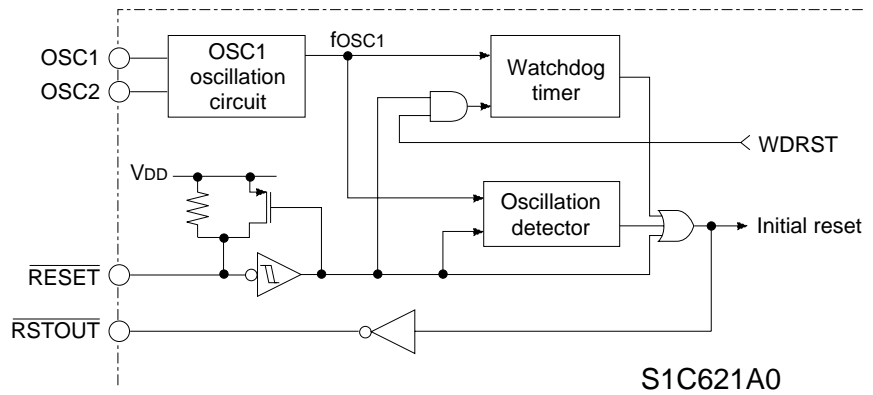 OSC1
OSC2
OSC1
oscillation
circuit
fOSC1
Watchdog
timer
WDRST
VDD
Oscillation
detector
Initial reset
RESET
RSTOUT
S1C621A0